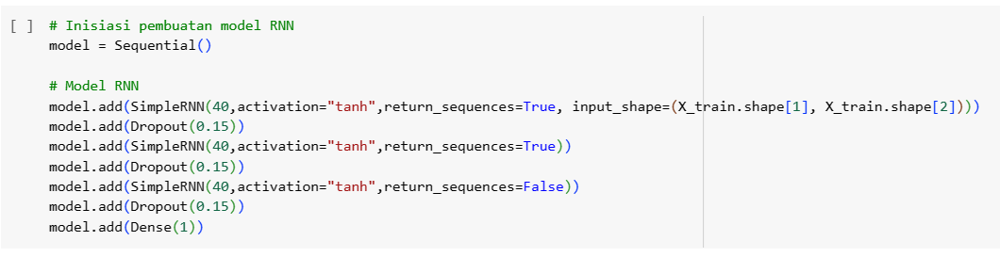 [ ] # Inisiasi pembuatan model RNN
model = Sequential()
# Model RNN
model.add(SimpleRNN(40,activation="tanh",return_sequences=True, input_shape=(X_train.shape[1], X_train.shape[2])))
model.add(Dropout(0.15))
model.add(SimpleRNN(40,activation="tanh",return_sequences=True))
model.add(Dropout(0.15))
model.add(SimpleRNN(40,activation="tanh",return_sequences=False))
model.add(Dropout(0.15))
model.add(Dense(1))